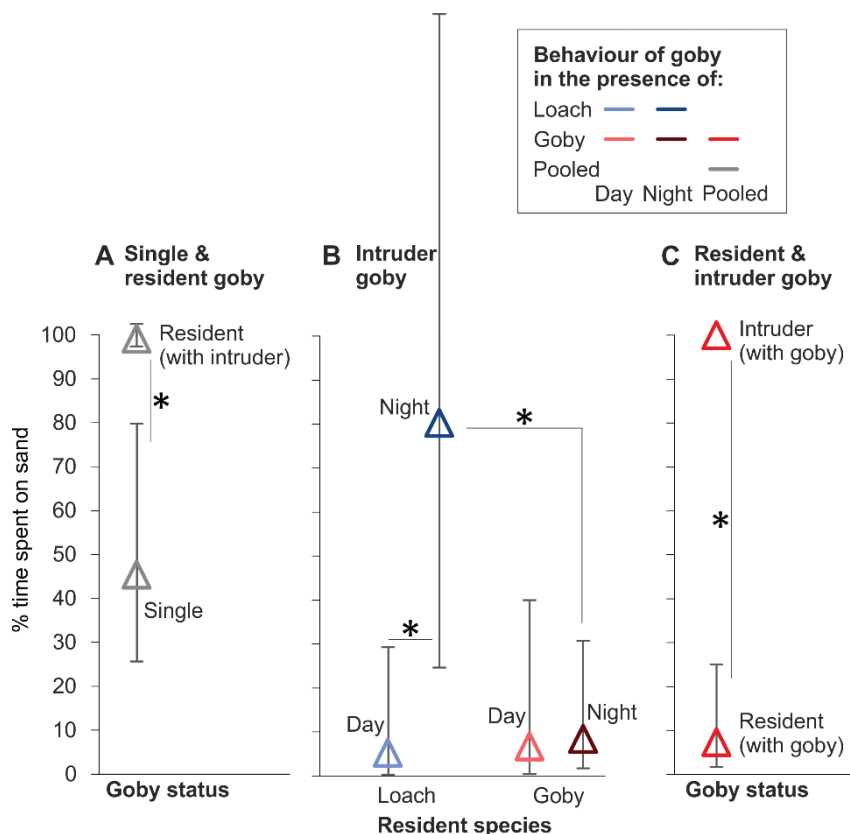 Behaviour of goby
in the presence of:
Loach
Goby
Pooled
Day Night Pooled
A Single &
resident goby
B Intruder
goby
C Resident &
intruder goby
% time spent on sand
100
90
80
70
60
50
40
30
20
10
0
Resident
(with intruder)
*
Single
Goby status
Night
*
*
Day
Day
Night
Loach Goby
Resident species
Intruder
(with goby)
*
Resident
(with goby)
Goby status